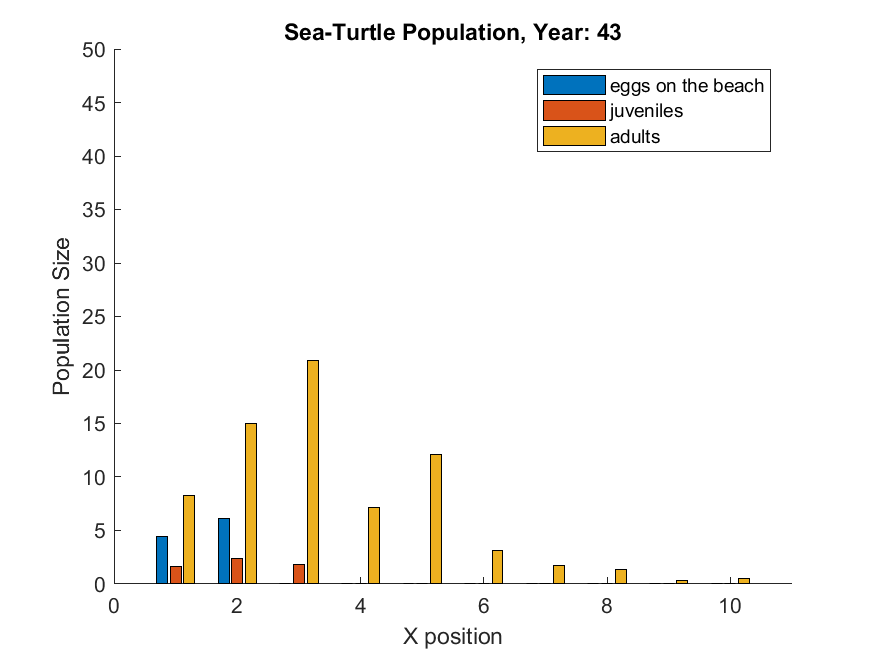 Sea-Turtle Population, Year: 43
50
45
40
35
30
25
20
15
10
5
0
Population Size
eggs on the beach
juveniles
adults
0 2 4 6 8 10
X position